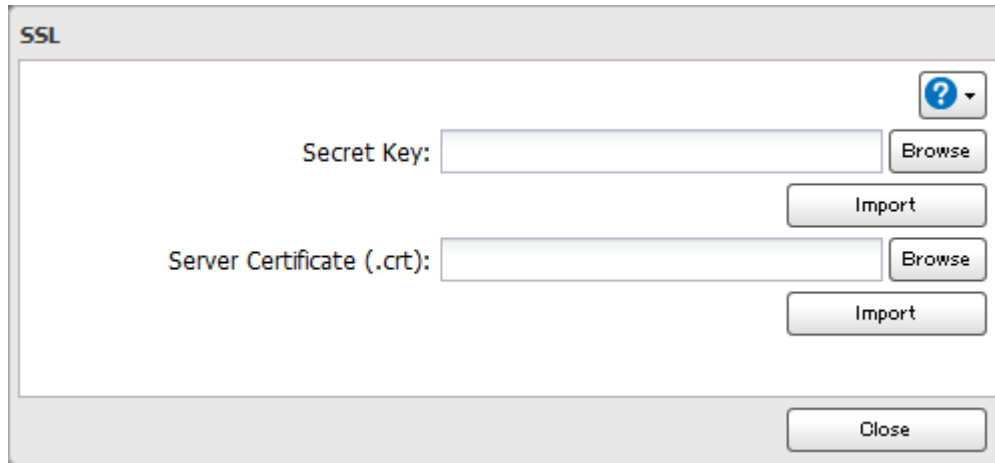 SSL
?
Secret Key: Browse
Import
Server Certificate (.crt): Browse
Import
Close